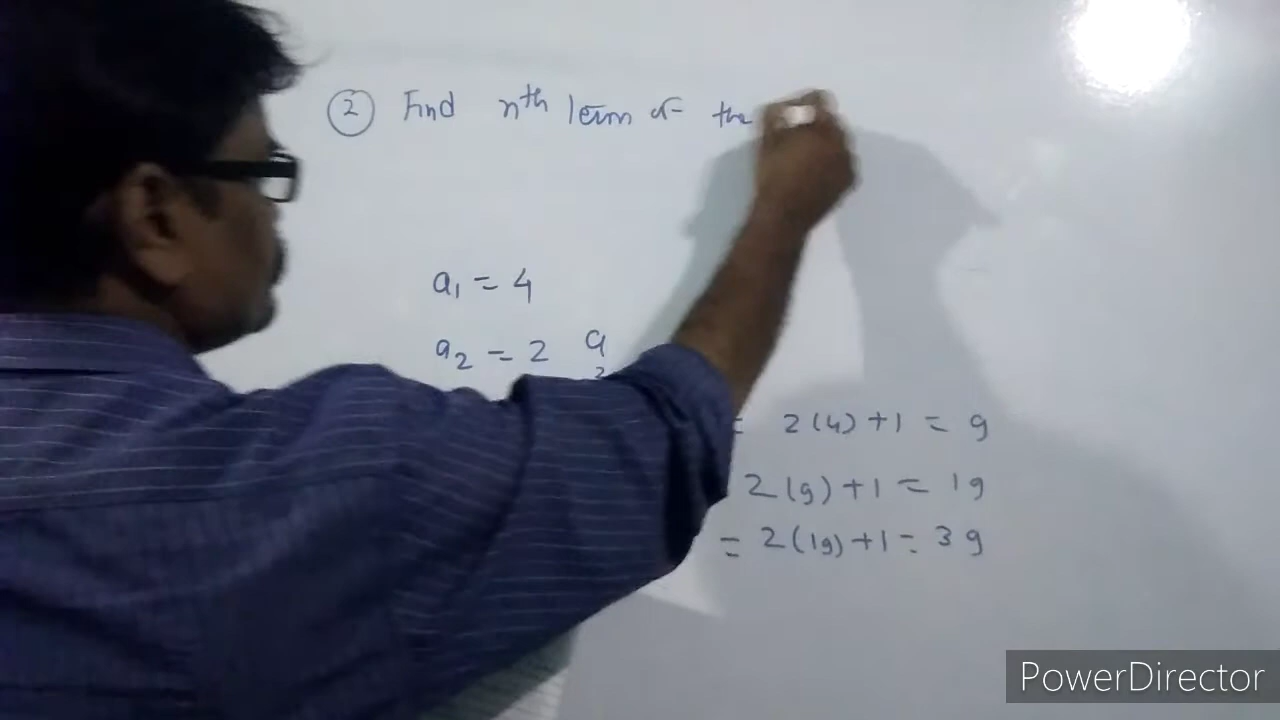 ② Find nth term of the
a₁ = 4
a₂ = 2 a
= 2(4) + 1 = 9
2(9) + 1 = 19
= 2(19) + 1 = 39
PowerDirector